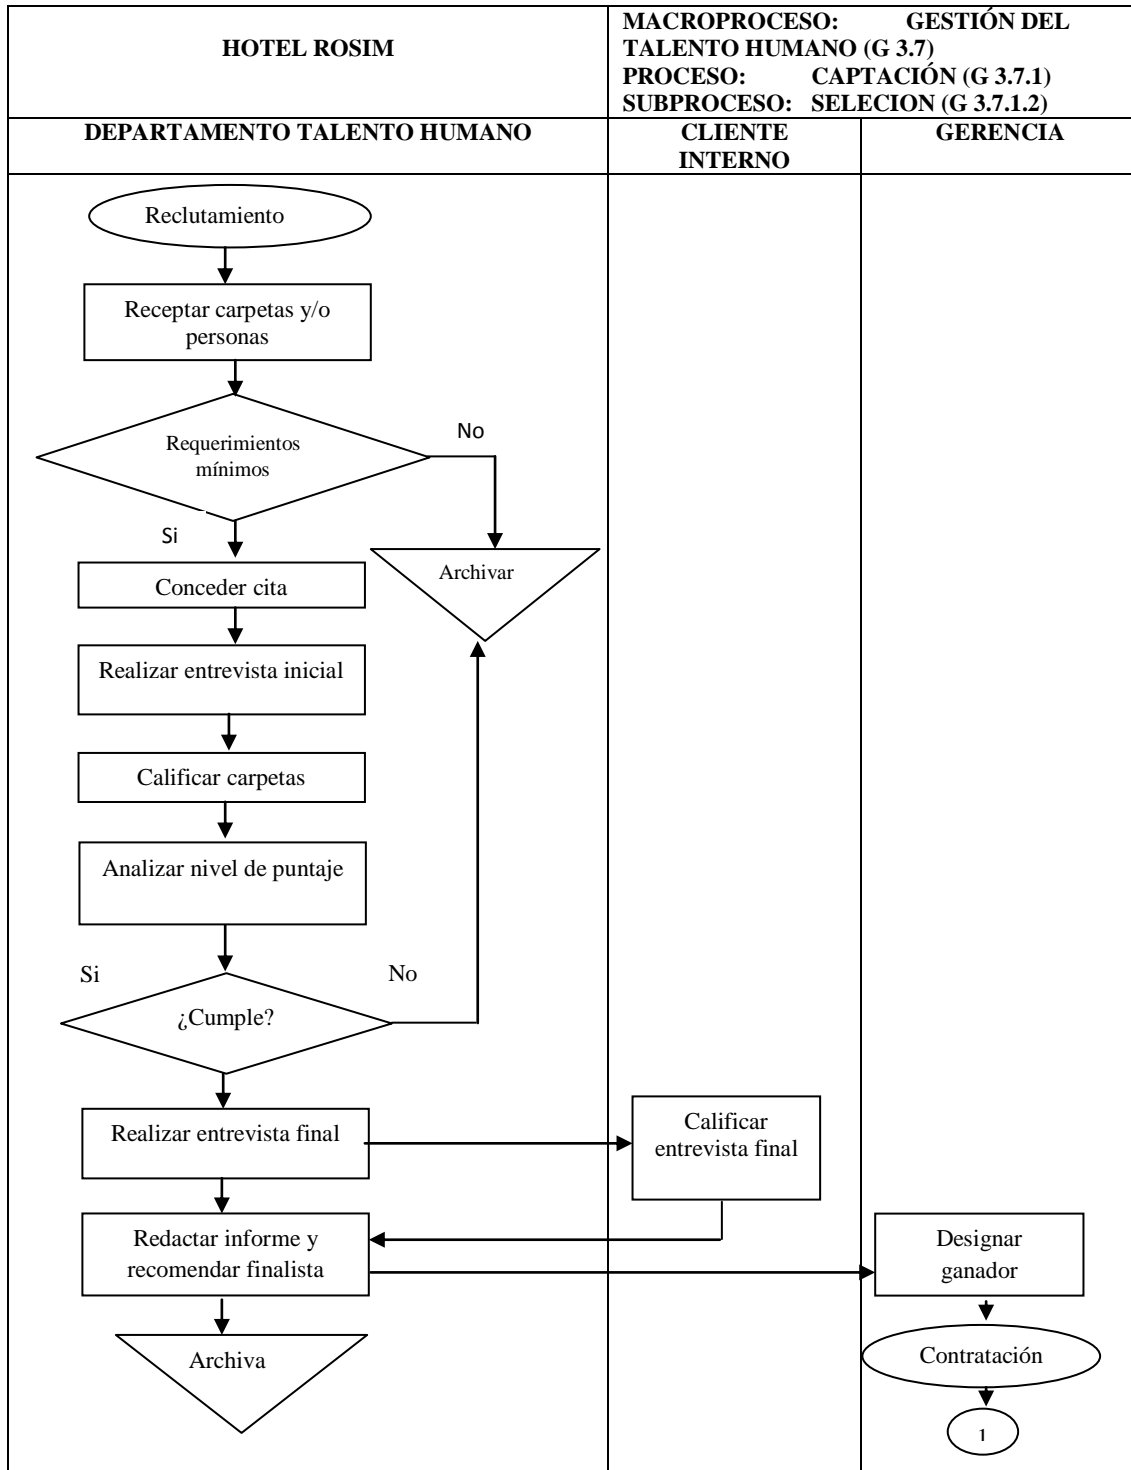 HOTEL ROSIM
MACROPROCESO: GESTIÓN DEL
TALENTO HUMANO (G 3.7)
PROCESO: CAPTACIÓN (G 3.7.1)
SUBPROCESO: SELECION (G 3.7.1.2)
DEPARTAMENTO TALENTO HUMANO
CLIENTE
INTERNO
GERENCIA
Reclutamiento
Receptar carpetas y/o
personas
Requerimientos
mínimos
No
Si
Archivar
Conceder cita
Realizar entrevista inicial
Calificar carpetas
Analizar nivel de puntaje
Si
No
¿Cumple?
Realizar entrevista final
Calificar
entrevista final
Redactar informe y
recomendar finalista
Designar
ganador
Archiva
Contratación
1